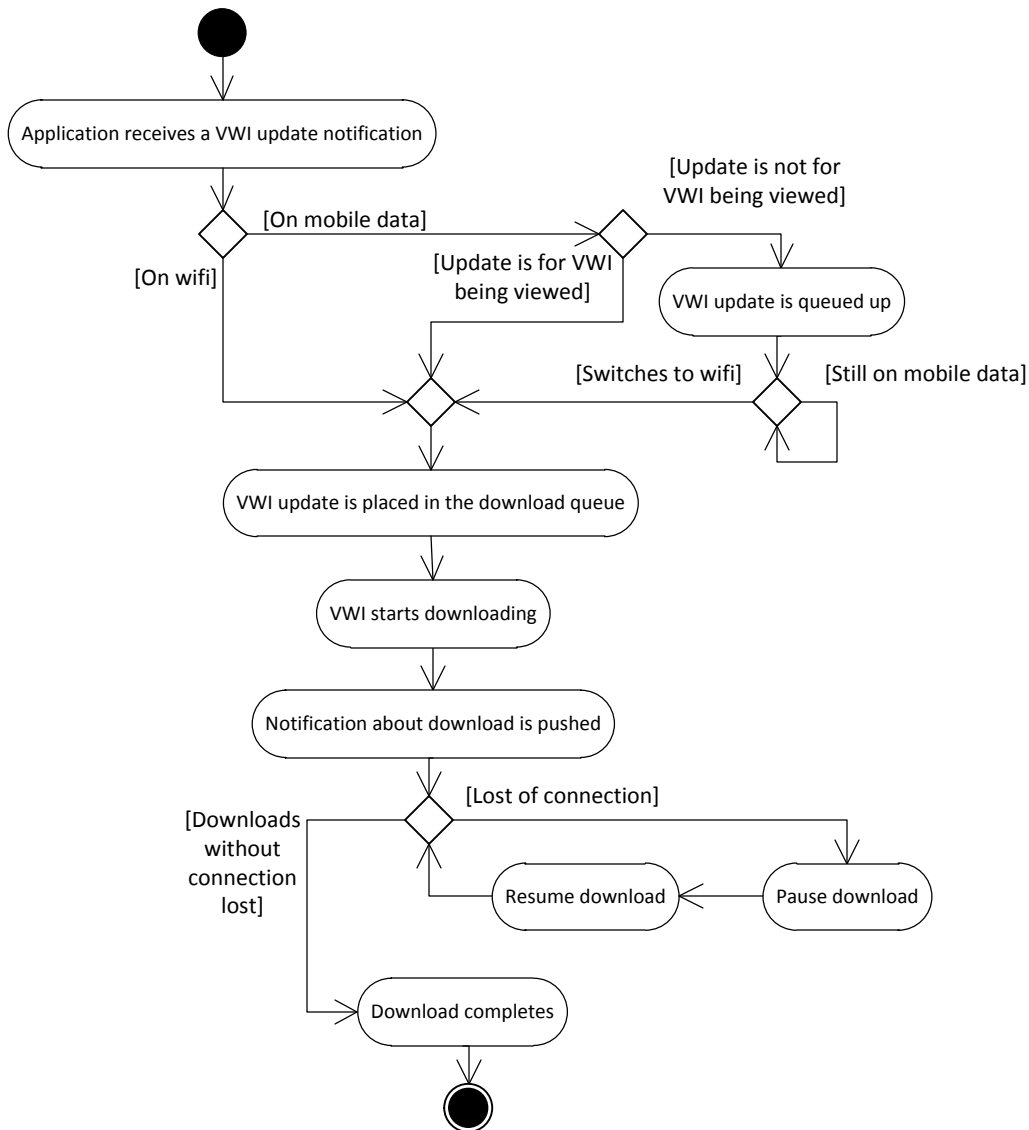 Application receives a VWI update notification
[Update is not for
VWI being viewed]
[On mobile data]
[On wifi]
[Update is for VWI
being viewed]
VWI update is queued up
[Switches to wifi]
[Still on mobile data]
VWI update is placed in the download queue
VWI starts downloading
Notification about download is pushed
[Lost of connection]
[Downloads
without
connection
lost]
Resume download
Pause download
Download completes